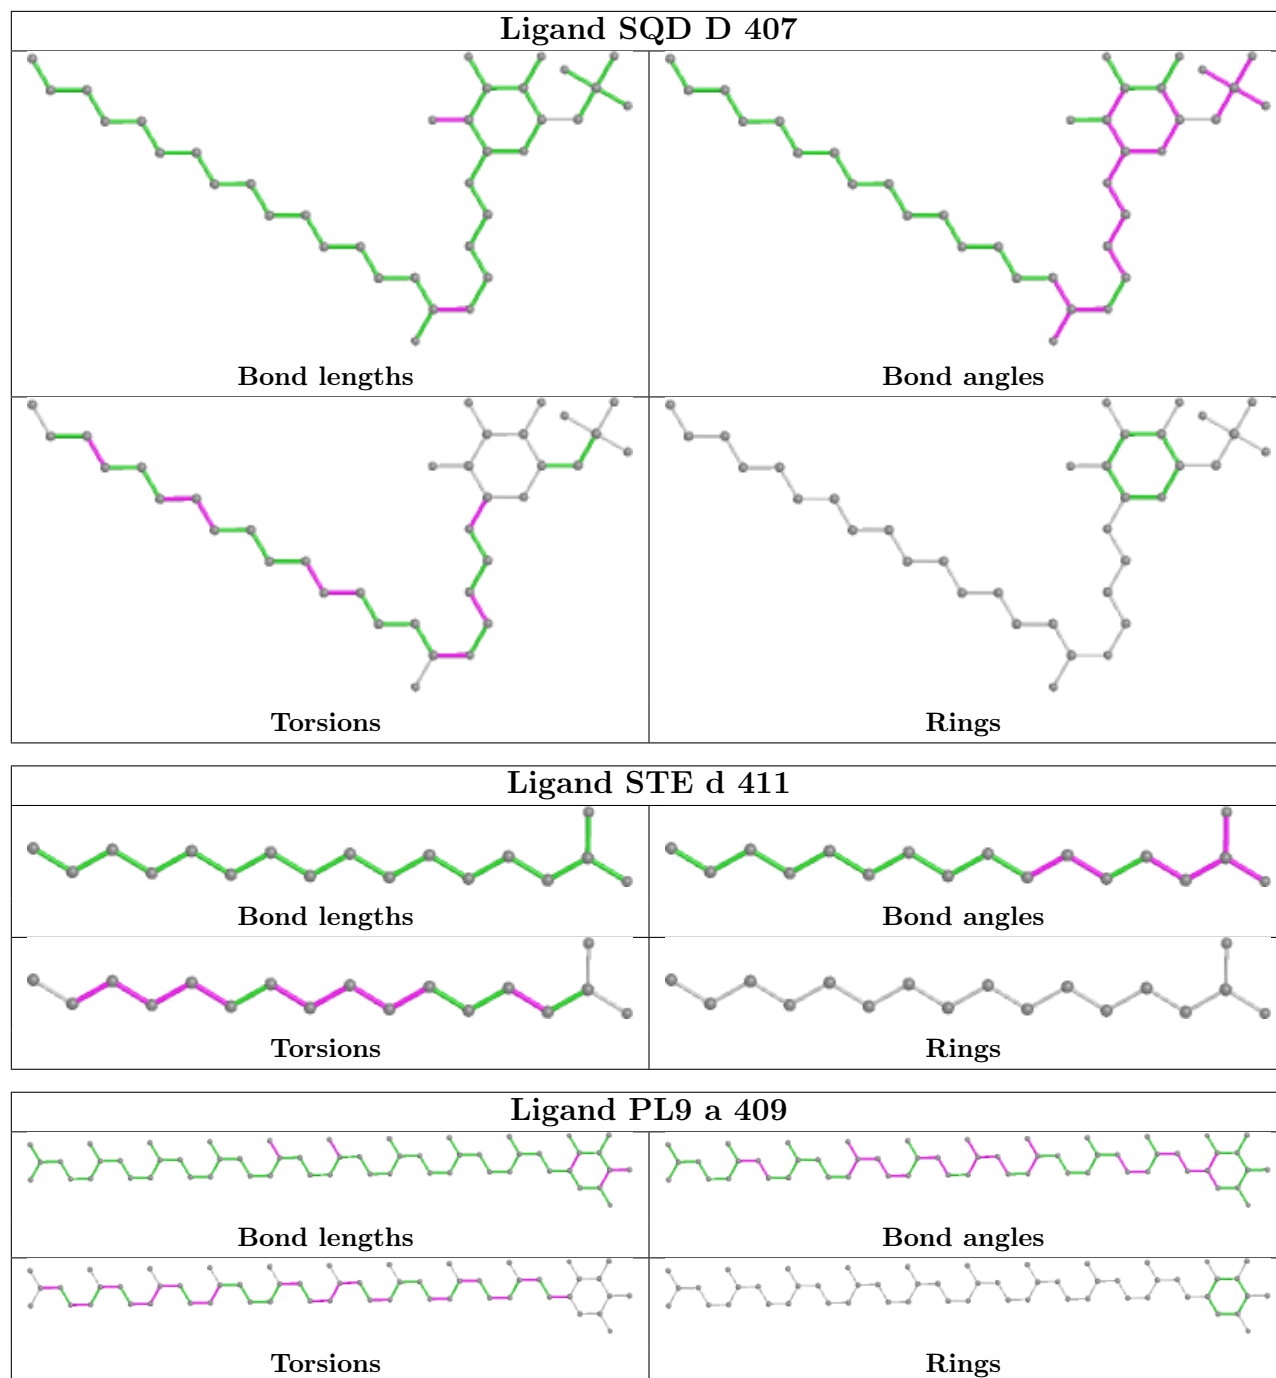 Ligand SQD D 407
Bond lengths
Bond angles
Torsions
Rings
Ligand STE d 411
Bond lengths
Bond angles
Torsions
Rings
Ligand PL9 a 409
Bond lengths
Bond angles
Torsions
Rings